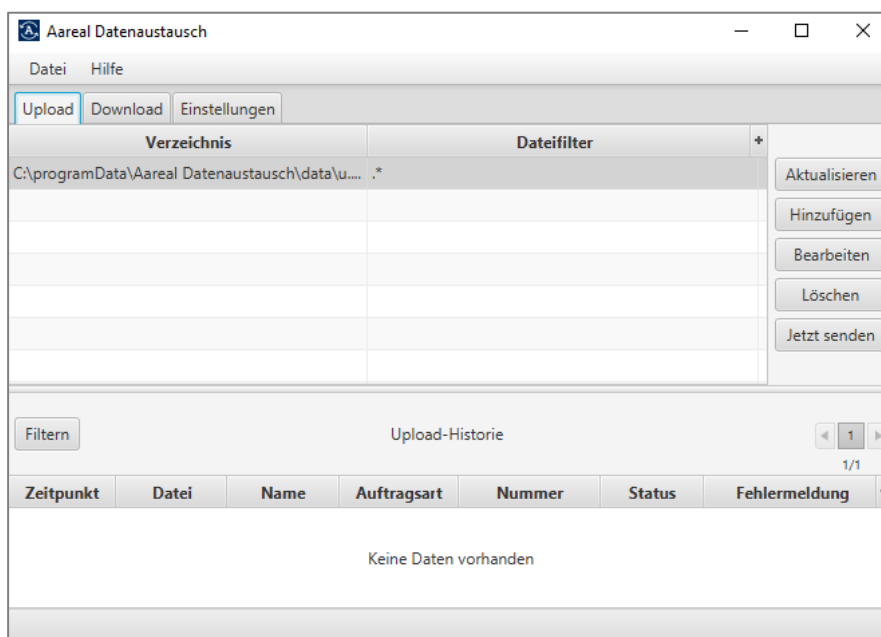 Aareal Datenaustausch
Datei Hilfe
Upload Download Einstellungen
Verzeichnis Dateifilter +
C:\programData\Aareal Datenaustausch\data\u.... .*
Aktualisieren
Hinzufügen
Bearbeiten
Löschen
Jetzt senden
Filtern Upload-Historie 1
1/1
Zeitpunkt Datei Name Auftragsart Nummer Status Fehlermeldung
Keine Daten vorhanden